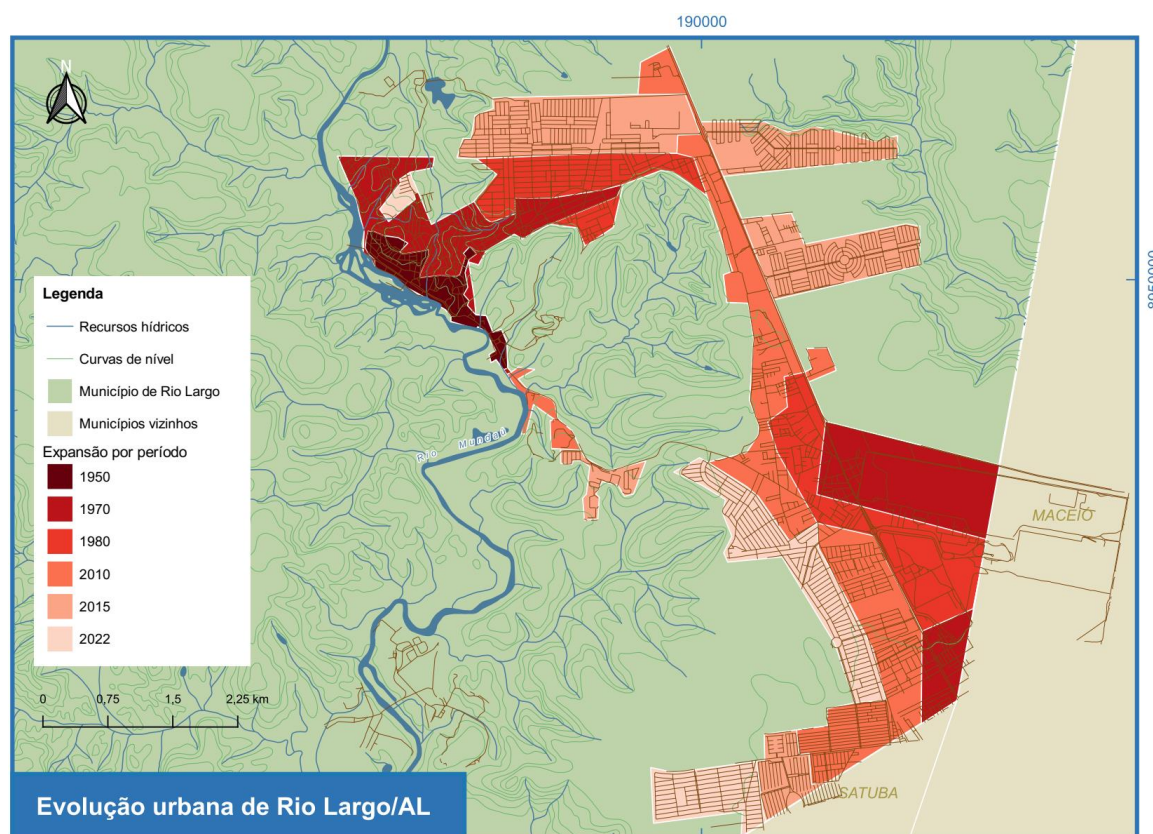 190000
N
8950000
Legenda
Recursos hídricos
Curvas de nível
Município de Rio Largo
Municípios vizinhos
Expansão por período
1950
1970
1980
2010
2015
2022
0 0,75 1,5 2,25 km
Rio Mundaú
MACEIÓ
SATUBA
Evolução urbana de Rio Largo/AL